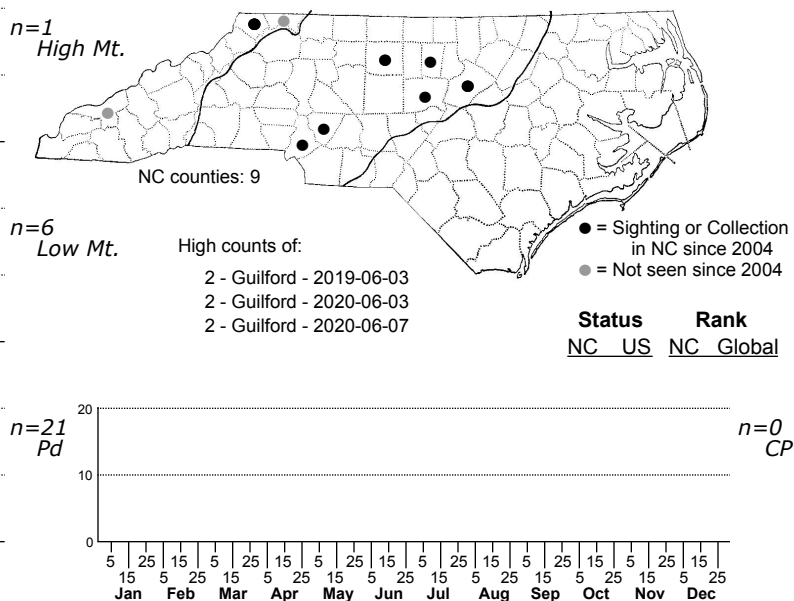 n=1
High Mt.
NC counties: 9
n=6
Low Mt.
High counts of:
2 - Guilford - 2019-06-03
2 - Guilford - 2020-06-03
2 - Guilford - 2020-06-07
● = Sighting or Collection
in NC since 2004
● = Not seen since 2004
Status Rank
NC US NC Global
n=21
Pd
20
10
0
n=0
CP
5 25 15 5 25 15 5 25 15 5 25 15 5 25 15 5 25 15
15 5 25 15 5 25 15 5 25 15 5 25 15 5 25 15 5 25
Jan Feb Mar Apr May Jun Jul Aug Sep Oct Nov Dec